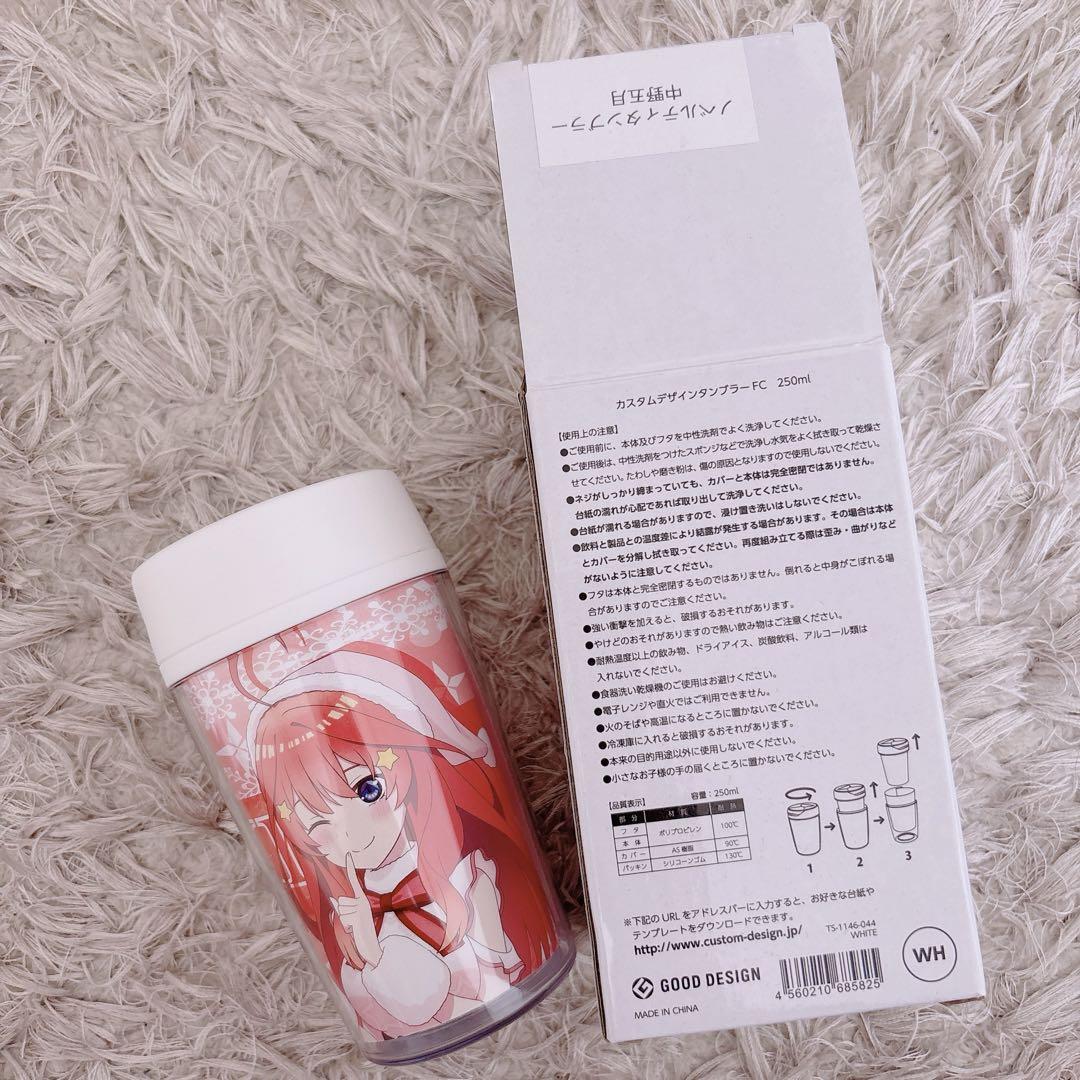 ノベルティタンブラー
中野五月
カスタムデザインタンブラーFC 250ml
【使用上の注意】
●ご使用前に、本体及びフタを中性洗剤でよく洗浄してください。
●ご使用後は、中性洗剤をつけたスポンジなどで洗浄し水気をよく拭き取って乾燥さ
せてください。たわしや磨き粉は、傷の原因となりますので使用しないでください。
●ネジがしっかり締まっていても、カバーと本体は完全密閉ではありません。
台紙の濡れが心配であれば取り出して洗浄してください。
●台紙が濡れる場合がありますので、浸け置き洗いはしないでください。
●飲料と製品との温度差により結露が発生する場合があります。その場合は本体
とカバーを分解し拭き取ってください。再度組み立てる際は歪み・曲がりなど
がないように注意してください。
●フタは本体と完全密閉するものではありません。倒れると中身がこぼれる場
合がありますのでご注意ください。
●強い衝撃を加えると、破損するおそれがあります。
●やけどのおそれがありますので熱い飲み物はご注意ください。
●耐熱温度以上の飲み物、ドライアイス、炭酸飲料、アルコール類は
入れないでください。
●食器洗い乾燥機のご使用はお避けください。
●電子レンジや直火ではご利用できません。
●火のそばや高温になるところに置かないでください。
●冷凍庫に入れると破損するおそれがあります。
●本来の目的用途以外に使用しないでください。
●小さなお子様の手の届くところに置かないでください。
【品質表示】 容量：250ml
部分 材質 耐熱
フタ ポリプロピレン 100℃
本体 AS樹脂 90℃
カバー
パッキン シリコーンゴム 130℃
1 2 3
※下記のURLをアドレスバーに入力すると、お好きな台紙や
テンプレートをダウンロードできます。
http://www.custom-design.jp/
TS-1146-044
WHITE
WH
GOOD DESIGN
4 560210 685825
MADE IN CHINA